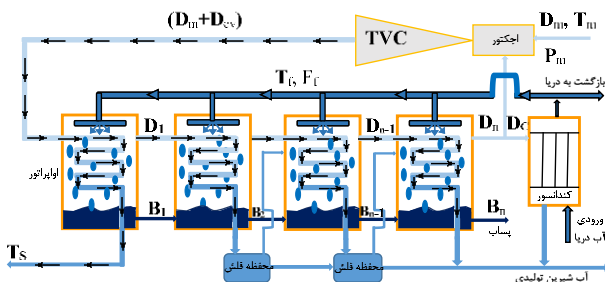 (Dm+Dev)
TVC
اجکتور
Dm, Tm
Pm
Tf, Ff
بازگشت به دریا
D1
Dn-1
Dn
DC
اواپراتور
کندانسور
B1
Bn-1
Bn
پساب
ورودی
آب دریا
TS
محفظه فلش
محفظه فلش
آب شیرین تولیدی